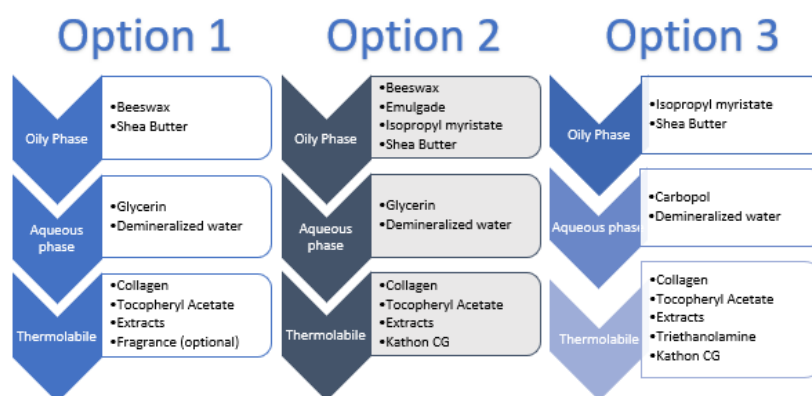 Option 1
Oily Phase
•Beeswax
•Shea Butter
Aqueous
phase
•Glycerin
•Demineralized water
Thermolabile
•Collagen
•Tocopheryl Acetate
•Extracts
•Fragrance (optional)
Option 2
Oily Phase
•Beeswax
•Emulgade
•Isopropyl myristate
•Shea Butter
Aqueous
phase
•Glycerin
•Demineralized water
Thermolabile
•Collagen
•Tocopheryl Acetate
•Extracts
•Kathon CG
Option 3
Oily Phase
•Isopropyl myristate
•Shea Butter
Aqueous phase
•Carbopol
•Demineralized water
Thermolabile
•Collagen
•Tocopheryl Acetate
•Extracts
•Triethanolamine
•Kathon CG